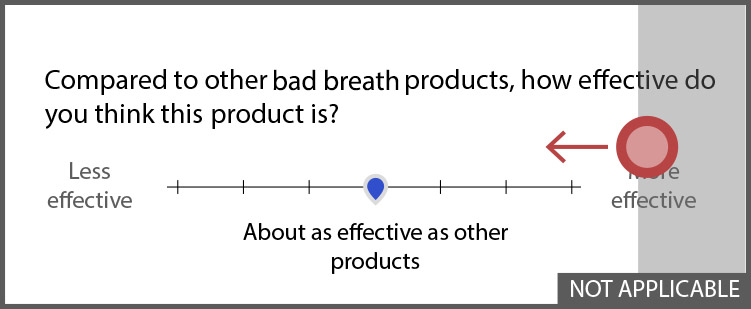 Compared to other bad breath products, how effective do
you think this product is?
Less
effective
More
effective
About as effective as other
products
NOT APPLICABLE